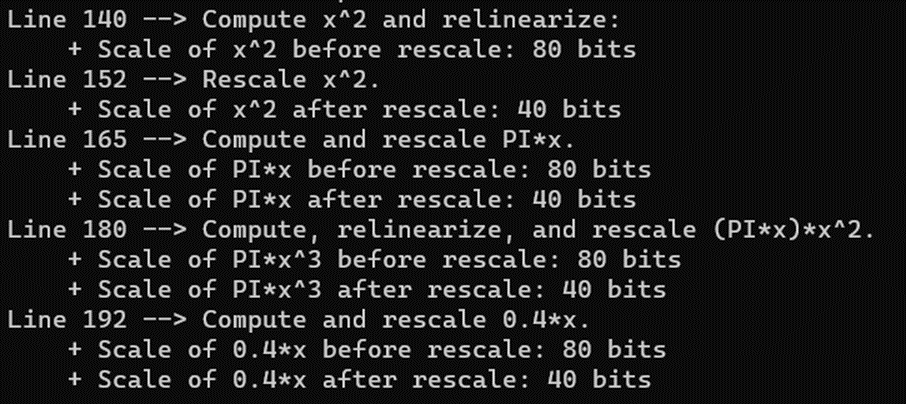 Line 140 --> Compute x^2 and relinearize:
    + Scale of x^2 before rescale: 80 bits
Line 152 --> Rescale x^2.
    + Scale of x^2 after rescale: 40 bits
Line 165 --> Compute and rescale PI*x.
    + Scale of PI*x before rescale: 80 bits
    + Scale of PI*x after rescale: 40 bits
Line 180 --> Compute, relinearize, and rescale (PI*x)*x^2.
    + Scale of PI*x^3 before rescale: 80 bits
    + Scale of PI*x^3 after rescale: 40 bits
Line 192 --> Compute and rescale 0.4*x.
    + Scale of 0.4*x before rescale: 80 bits
    + Scale of 0.4*x after rescale: 40 bits